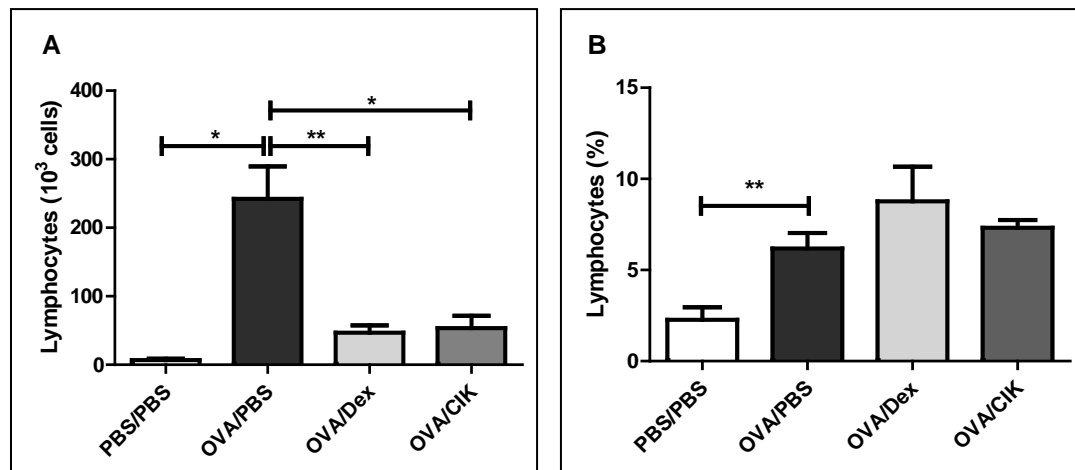 A
Lymphocytes (10³ cells)
400
300
200
100
0
*
*
**
PBS/PBS
OVA/PBS
OVA/Dex
OVA/CIK
B
Lymphocytes (%)
15
10
5
0
**
PBS/PBS
OVA/PBS
OVA/Dex
OVA/CIK